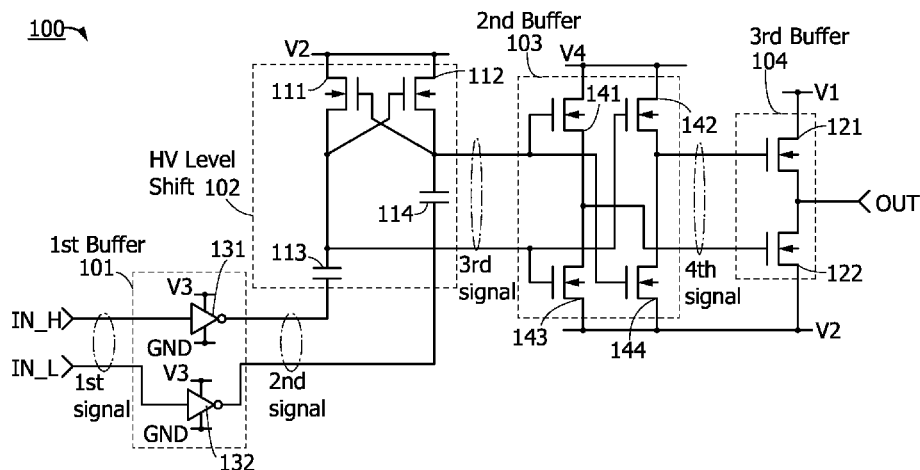 100
V2
111
112
HV Level
Shift 102
113
114
1st Buffer
101
131
V3
IN_H
GND
IN_L
V3
GND
132
1st
signal
2nd
signal
3rd
signal
2nd Buffer
103
V4
141
142
143
144
4th
signal
3rd Buffer
104
V1
121
OUT
122
V2